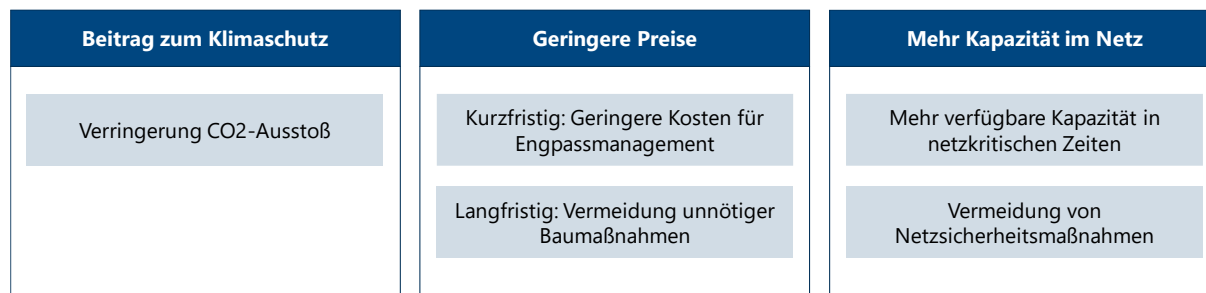 Beitrag zum Klimaschutz
Verringerung CO2-Ausstoß
Geringere Preise
Kurzfristig: Geringere Kosten für
Engpassmanagement
Langfristig: Vermeidung unnötiger
Baumaßnahmen
Mehr Kapazität im Netz
Mehr verfügbare Kapazität in
netzkritischen Zeiten
Vermeidung von
Netzsicherheitsmaßnahmen